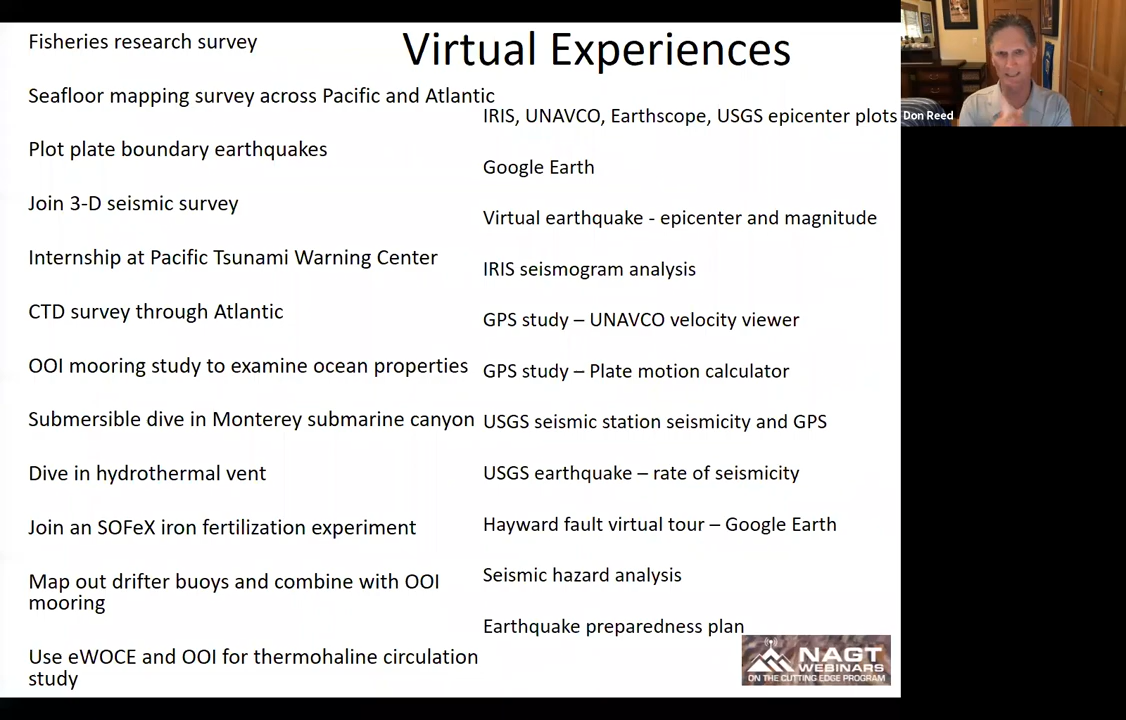 Virtual Experiences
Fisheries research survey
Seafloor mapping survey across Pacific and Atlantic
Plot plate boundary earthquakes
Join 3-D seismic survey
Internship at Pacific Tsunami Warning Center
CTD survey through Atlantic
OOI mooring study to examine ocean properties
Submersible dive in Monterey submarine canyon
Dive in hydrothermal vent
Join an SOFeX iron fertilization experiment
Map out drifter buoys and combine with OOI
mooring
Use eWOCE and OOI for thermohaline circulation
study
IRIS, UNAVCO, Earthscope, USGS epicenter plots
Google Earth
Virtual earthquake - epicenter and magnitude
IRIS seismogram analysis
GPS study – UNAVCO velocity viewer
GPS study – Plate motion calculator
USGS seismic station seismicity and GPS
USGS earthquake – rate of seismicity
Hayward fault virtual tour – Google Earth
Seismic hazard analysis
Earthquake preparedness plan
NAGT
WEBINARS
ON THE CUTTING EDGE PROGRAM
Don Reed